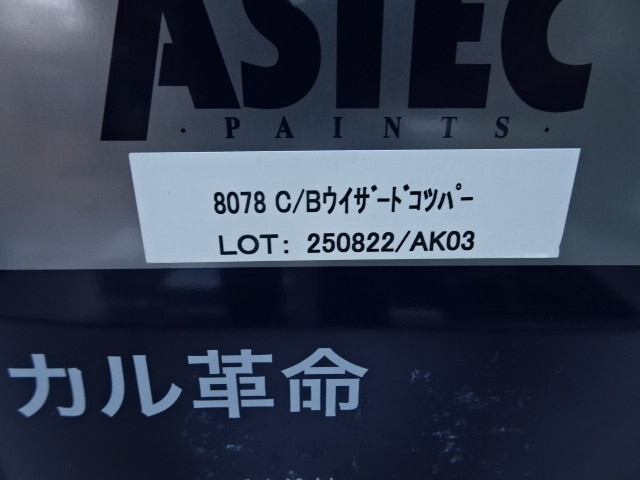 ASTEC
・PAINTS・
8078 C/Bウイザードコツパー
LOT: 250822/AK03
カル革命